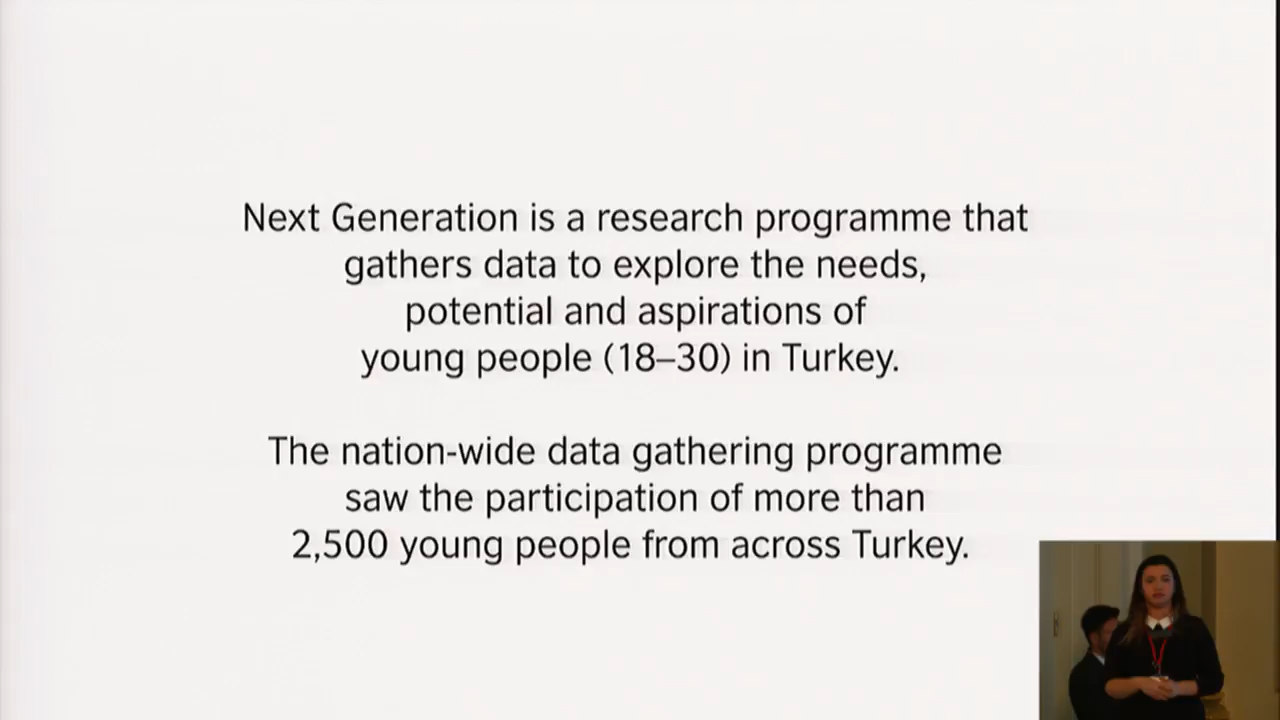 Next Generation is a research programme that
gathers data to explore the needs,
potential and aspirations of
young people (18–30) in Turkey.
The nation-wide data gathering programme
saw the participation of more than
2,500 young people from across Turkey.